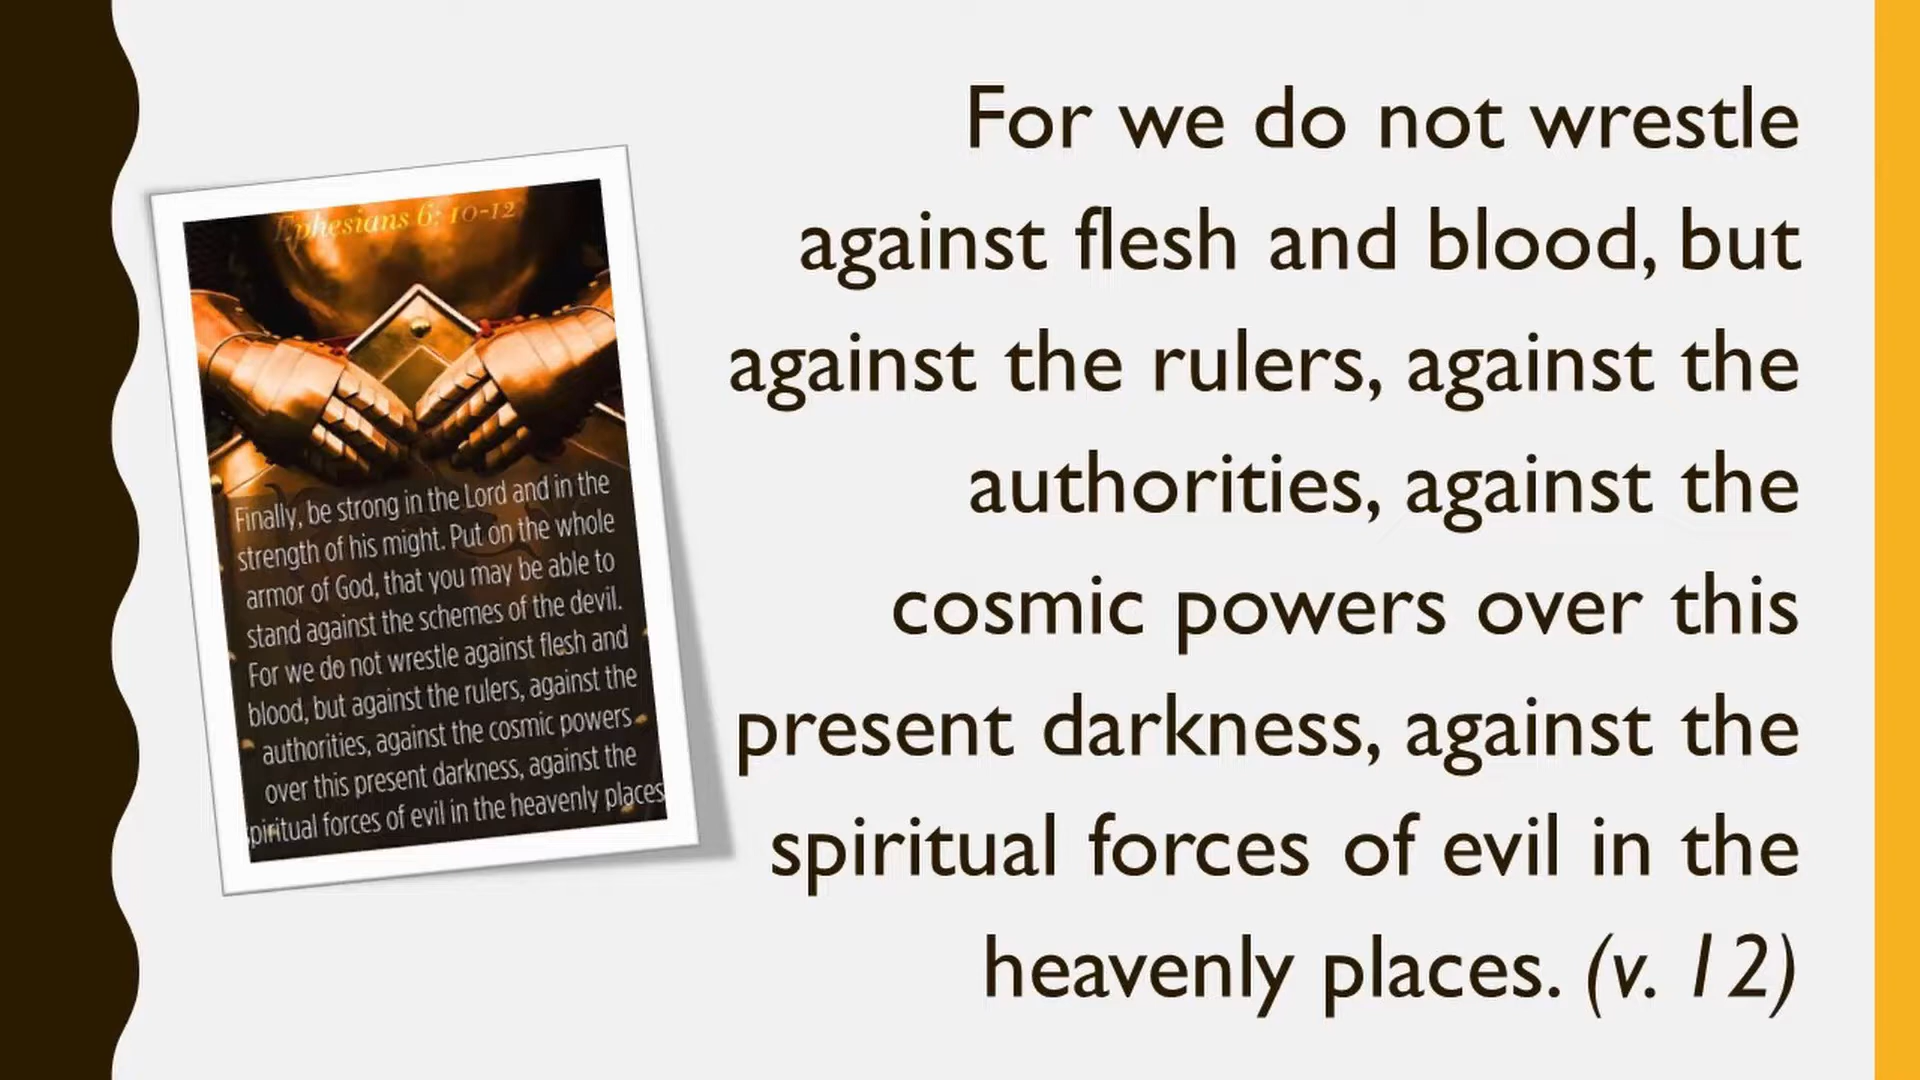 Ephesians 6: 10-12
Finally, be strong in the Lord and in the
strength of his might. Put on the whole
armor of God, that you may be able to
stand against the schemes of the devil.
For we do not wrestle against flesh and
blood, but against the rulers, against the
authorities, against the cosmic powers
over this present darkness, against the
spiritual forces of evil in the heavenly places
For we do not wrestle
against flesh and blood, but
against the rulers, against the
authorities, against the
cosmic powers over this
present darkness, against the
spiritual forces of evil in the
heavenly places. (v. 12)